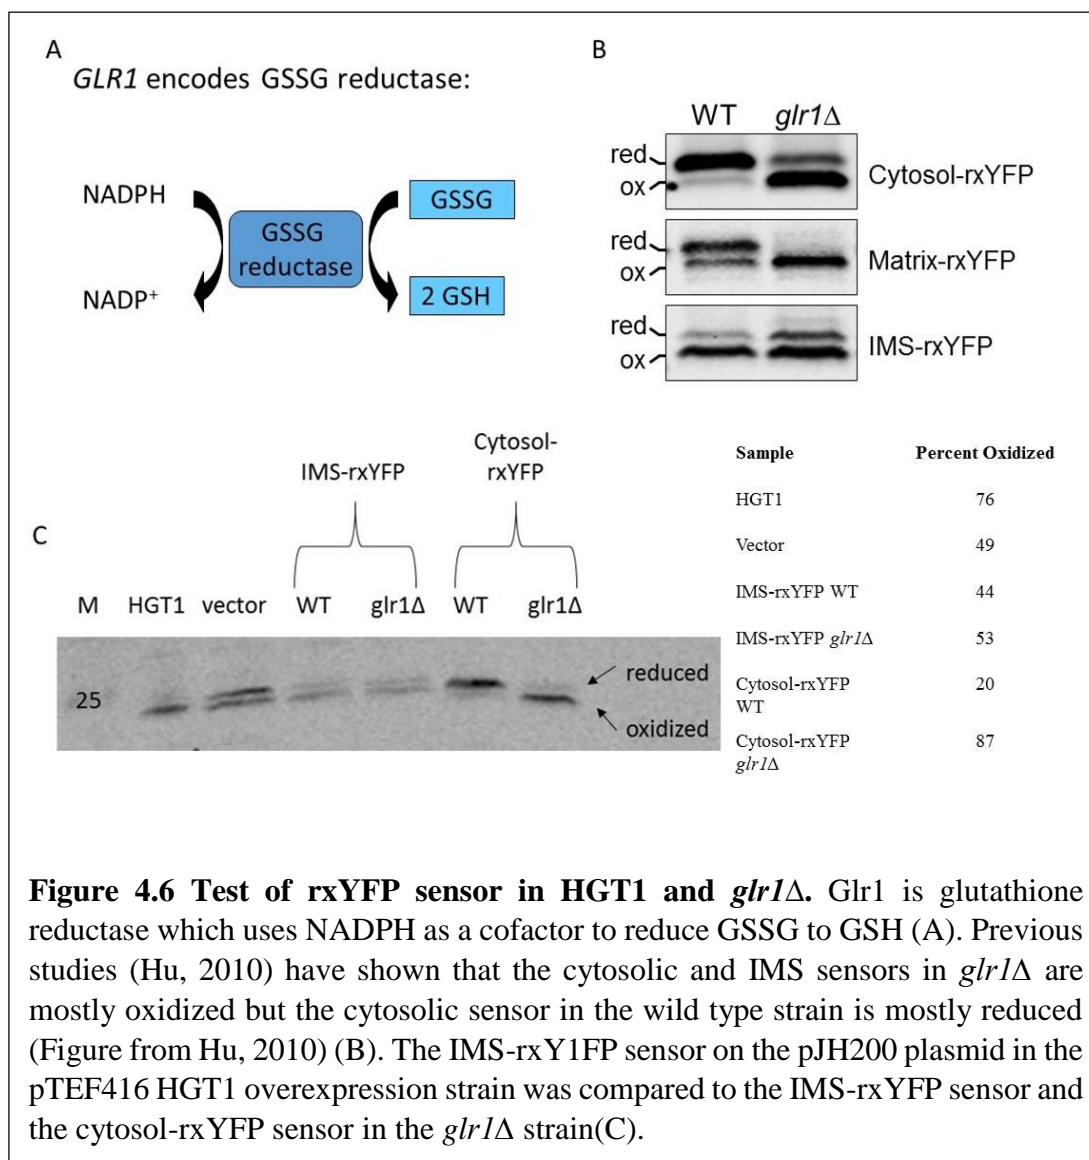 A
GLR1 encodes GSSG reductase:
NADPH
GSSG
GSSG
reductase
NADP+
2 GSH
B
WT glr1Δ
red
ox
Cytosol-rxYFP
red
ox
Matrix-rxYFP
red
ox
IMS-rxYFP
C
IMS-rxYFP
Cytosol-
rxYFP
M HGT1 vector WT glr1Δ WT glr1Δ
25
reduced
oxidized
Sample Percent Oxidized
HGT1 76
Vector 49
IMS-rxYFP WT 44
IMS-rxYFP glr1Δ 53
Cytosol-rxYFP
WT 20
Cytosol-rxYFP
glr1Δ 87
Figure 4.6 Test of rxYFP sensor in HGT1 and glr1Δ. Glr1 is glutathione
reductase which uses NADPH as a cofactor to reduce GSSG to GSH (A). Previous
studies (Hu, 2010) have shown that the cytosolic and IMS sensors in glr1Δ are
mostly oxidized but the cytosolic sensor in the wild type strain is mostly reduced
(Figure from Hu, 2010) (B). The IMS-rxY1FP sensor on the pJH200 plasmid in the
pTEF416 HGT1 overexpression strain was compared to the IMS-rxYFP sensor and
the cytosol-rxYFP sensor in the glr1Δ strain(C).